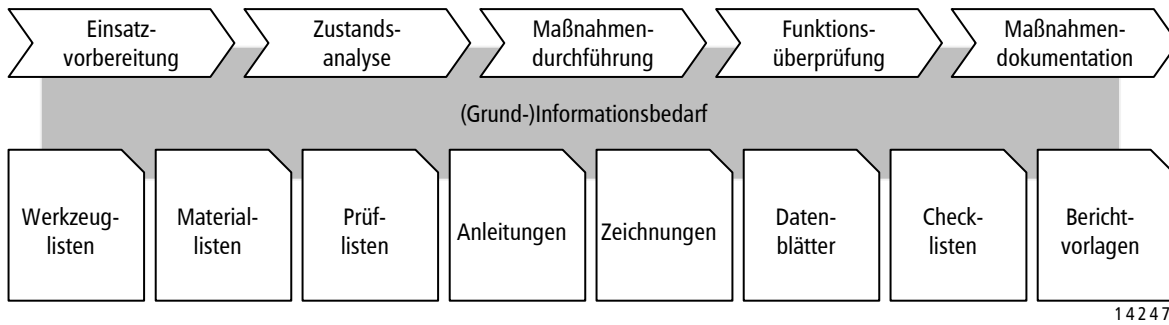 Einsatz-
vorbereitung
Zustands-
analyse
Maßnahmen-
durchführung
Funktions-
überprüfung
Maßnahmen-
dokumentation
(Grund-)Informationsbedarf
Werkzeug-
listen
Material-
listen
Prüf-
listen
Anleitungen
Zeichnungen
Daten-
blätter
Check-
listen
Bericht-
vorlagen
14247